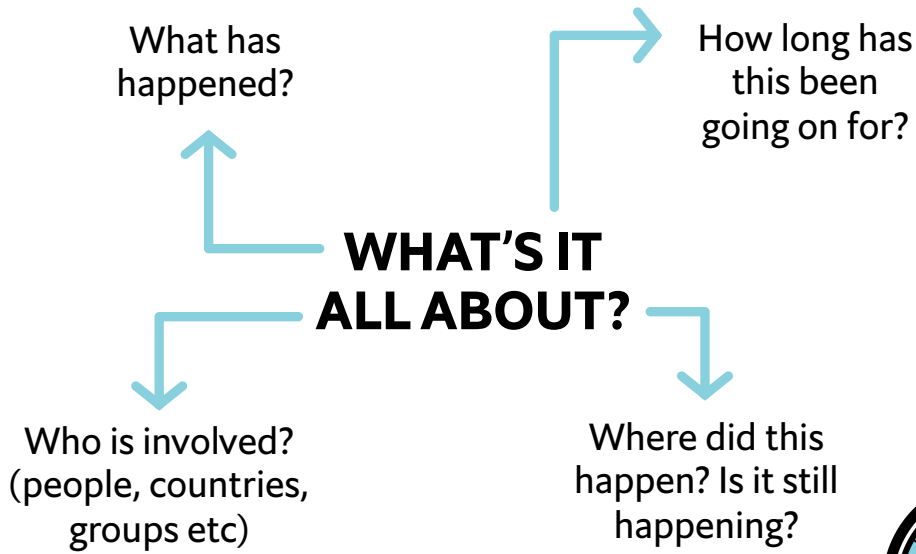 What has
happened?
How long has
this been
going on for?
WHAT'S IT
ALL ABOUT?
Who is involved?
(people, countries,
groups etc)
Where did this
happen? Is it still
happening?